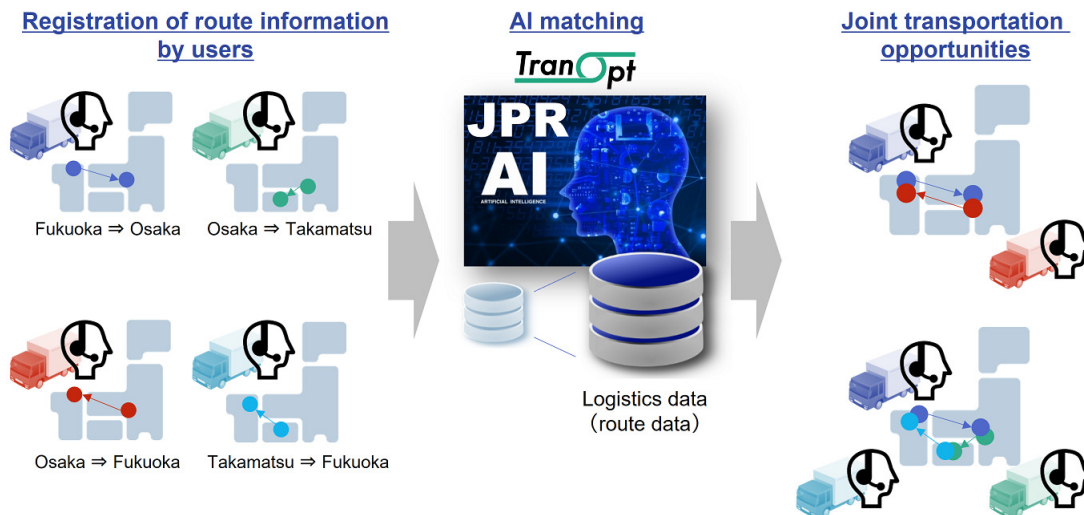 Registration of route information
by users
Fukuoka ⇒ Osaka
Osaka ⇒ Takamatsu
Osaka ⇒ Fukuoka
Takamatsu ⇒ Fukuoka
AI matching
TranOpt
JPR
AI
ARTIFICIAL INTELLIGENCE
Logistics data
（route data）
Joint transportation
opportunities